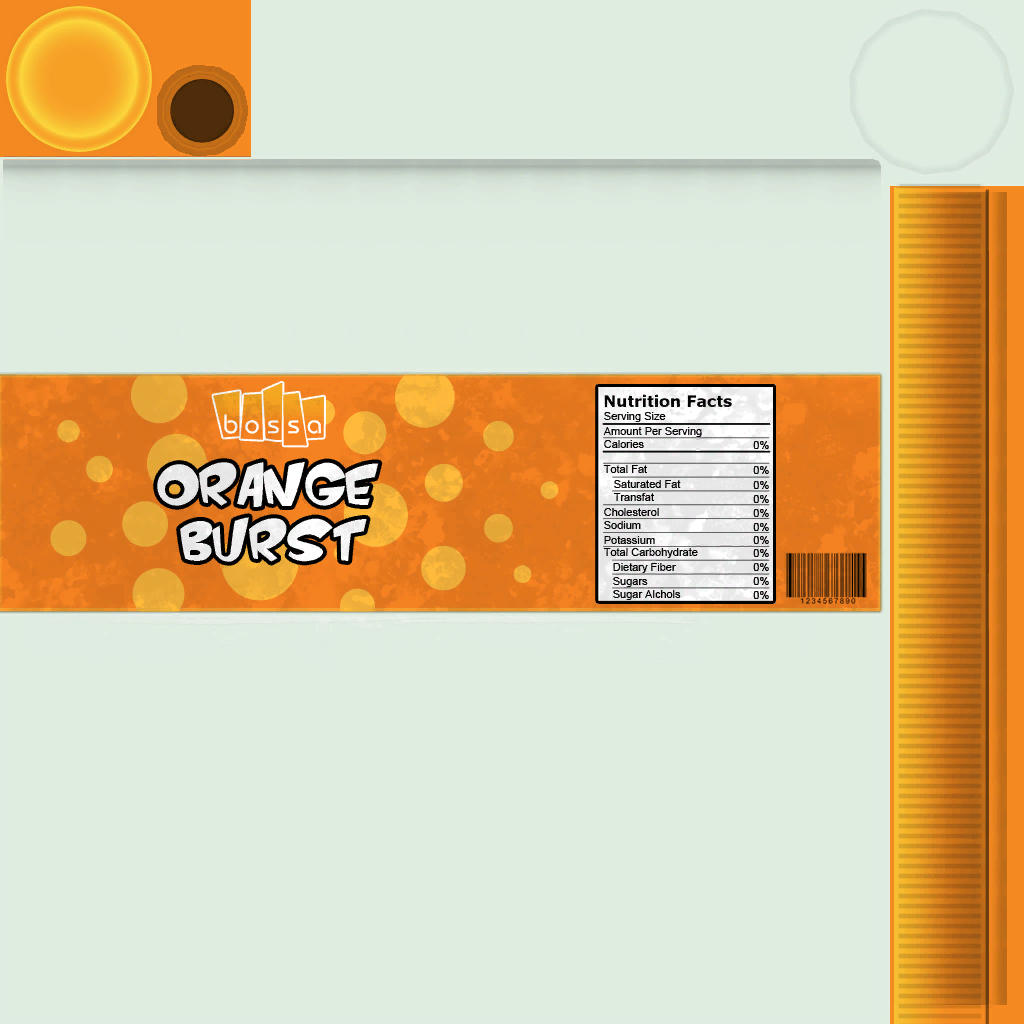 bossa
ORANGE
BURST
Nutrition Facts
Serving Size
Amount Per Serving
Calories 0%
Total Fat 0%
Saturated Fat 0%
Transfat 0%
Cholesterol 0%
Sodium 0%
Potassium 0%
Total Carbohydrate 0%
Dietary Fiber 0%
Sugars 0%
Sugar Alchols 0%
1234567890